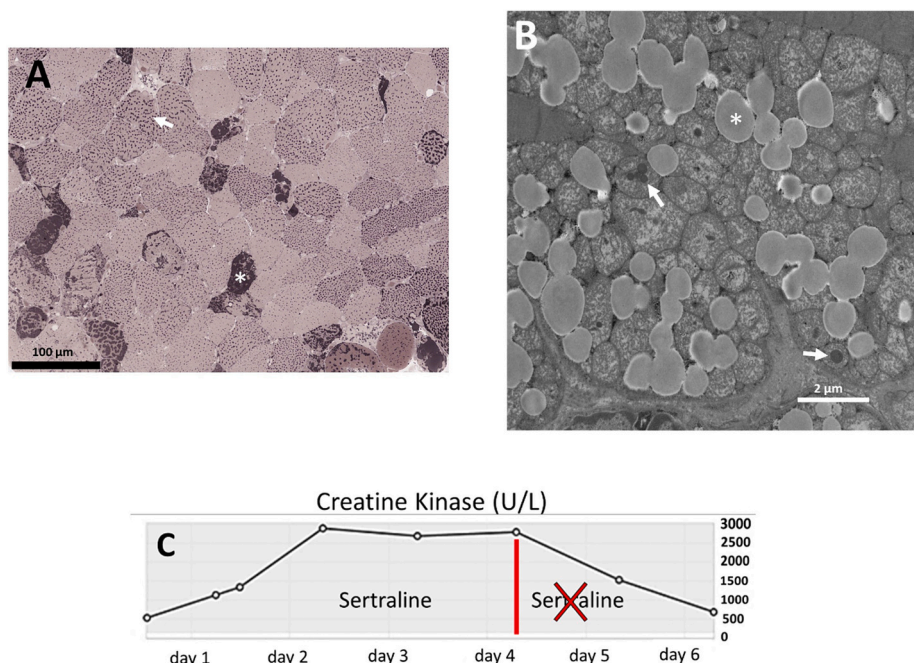 A
*
100 µm
B
*
2 µm
Creatine Kinase (U/L)
C
3000
2500
2000
1500
1000
500
0
Sertraline
Sertraline
day 1 day 2 day 3 day 4 day 5 day 6